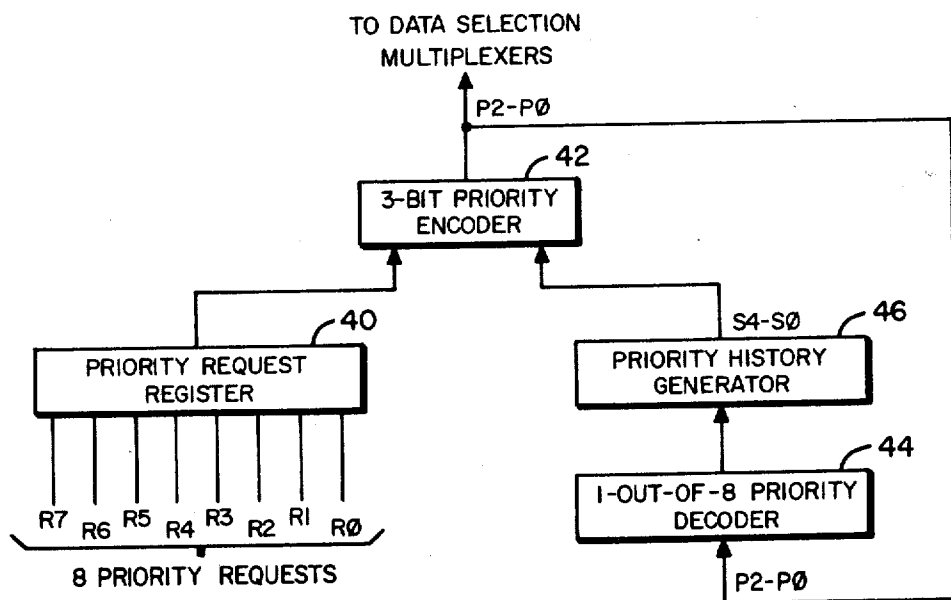 TO DATA SELECTION
MULTIPLEXERS
P2-PØ
42
3-BIT PRIORITY
ENCODER
40
PRIORITY REQUEST
REGISTER
S4-SØ
46
PRIORITY HISTORY
GENERATOR
44
1-OUT-OF-8 PRIORITY
DECODER
R7 R6 R5 R4 R3 R2 R1 RØ
8 PRIORITY REQUESTS
P2-PØ